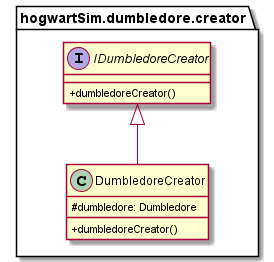 hogwartSim.dumbledore.creator
I IDumbledoreCreator
+dumbledoreCreator()
C DumbledoreCreator
#dumbledore: Dumbledore
+dumbledoreCreator()